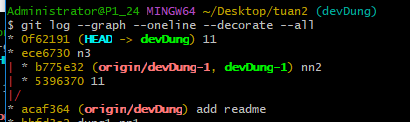 Administrator@P1_24 MINGW64 ~/Desktop/tuan2 (devDung)
$ git log --graph --oneline --decorate --all
* 0f62191 (HEAD -> devDung) 11
* ece6730 n3
| * b775e32 (origin/devDung-1, devDung-1) nn2
| * 5396370 11
|/
* acaf364 (origin/devDung) add readme